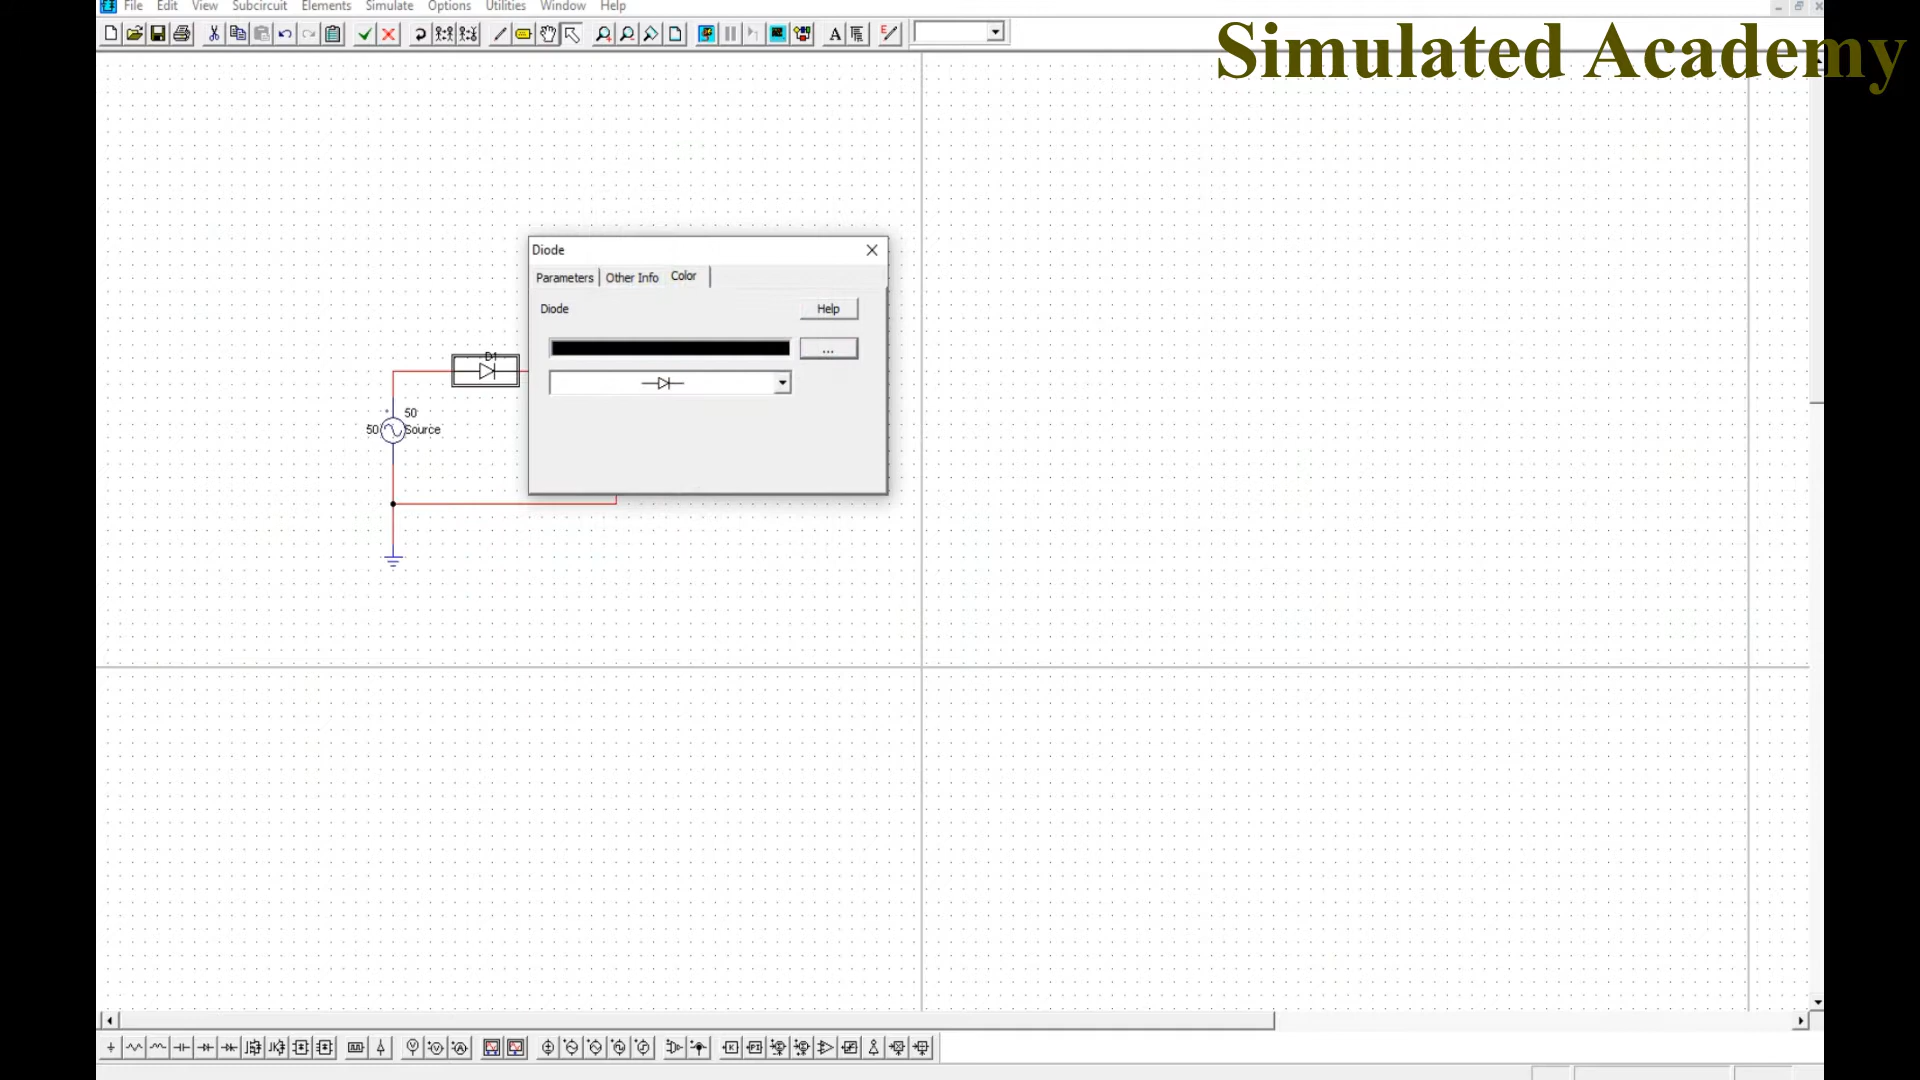 File Edit View Subcircuit Elements Simulate Options Utilities Window Help
Simulated Academy
Diode
Parameters Other Info Color
Diode
Help
...
D1
50
50 Source